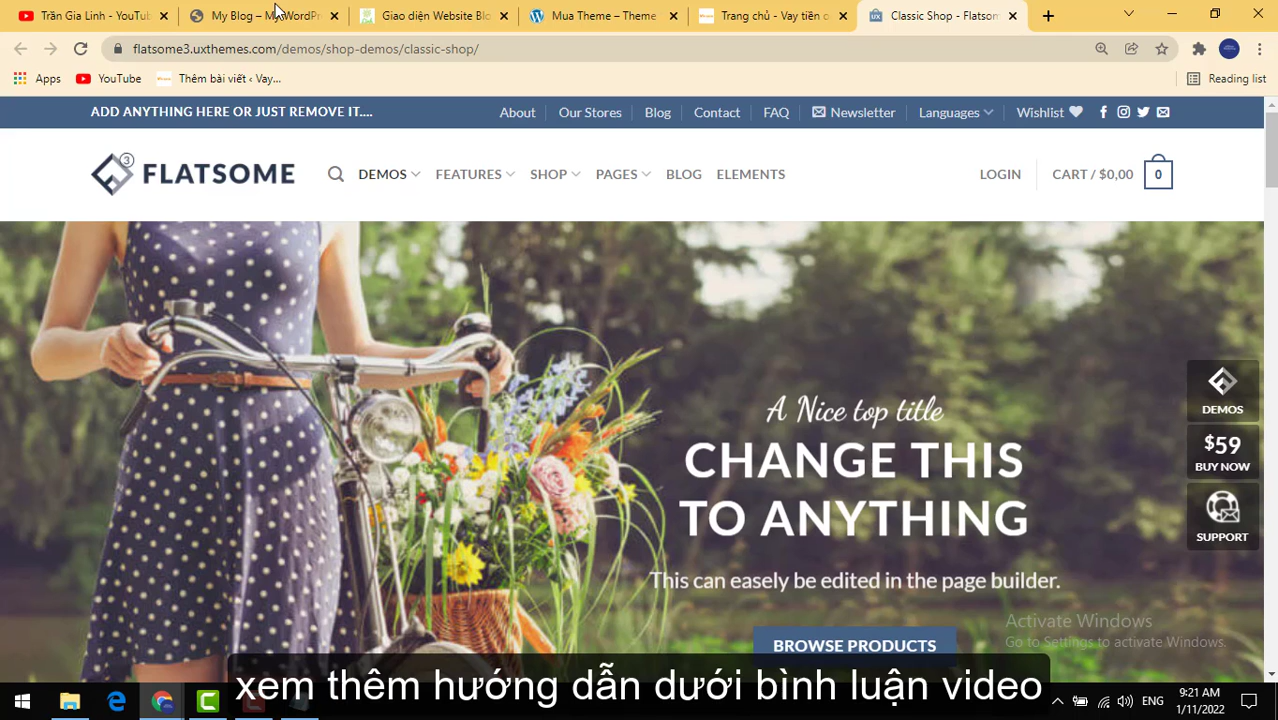 Trần Gia Linh - YouTub
My Blog – My WordPr
Giao diện Website Blo
Mua Theme – Theme
Trang chủ - Vay tiền o
Classic Shop - Flatsom
flatsome3.uxthemes.com/demos/shop-demos/classic-shop/
Apps
YouTube
Thêm bài viết ‹ Vay...
Reading list
ADD ANYTHING HERE OR JUST REMOVE IT....
About
Our Stores
Blog
Contact
FAQ
Newsletter
Languages
Wishlist
3
FLATSOME
DEMOS
FEATURES
SHOP
PAGES
BLOG
ELEMENTS
LOGIN
CART / $0,00
0
A Nice top title
CHANGE THIS
TO ANYTHING
This can easely be edited in the page builder.
BROWSE PRODUCTS
DEMOS
$59
BUY NOW
SUPPORT
Activate Windows
Go to Settings to activate Windows.
xem thêm hướng dẫn dưới bình luận video
ENG
9:21 AM
1/11/2022